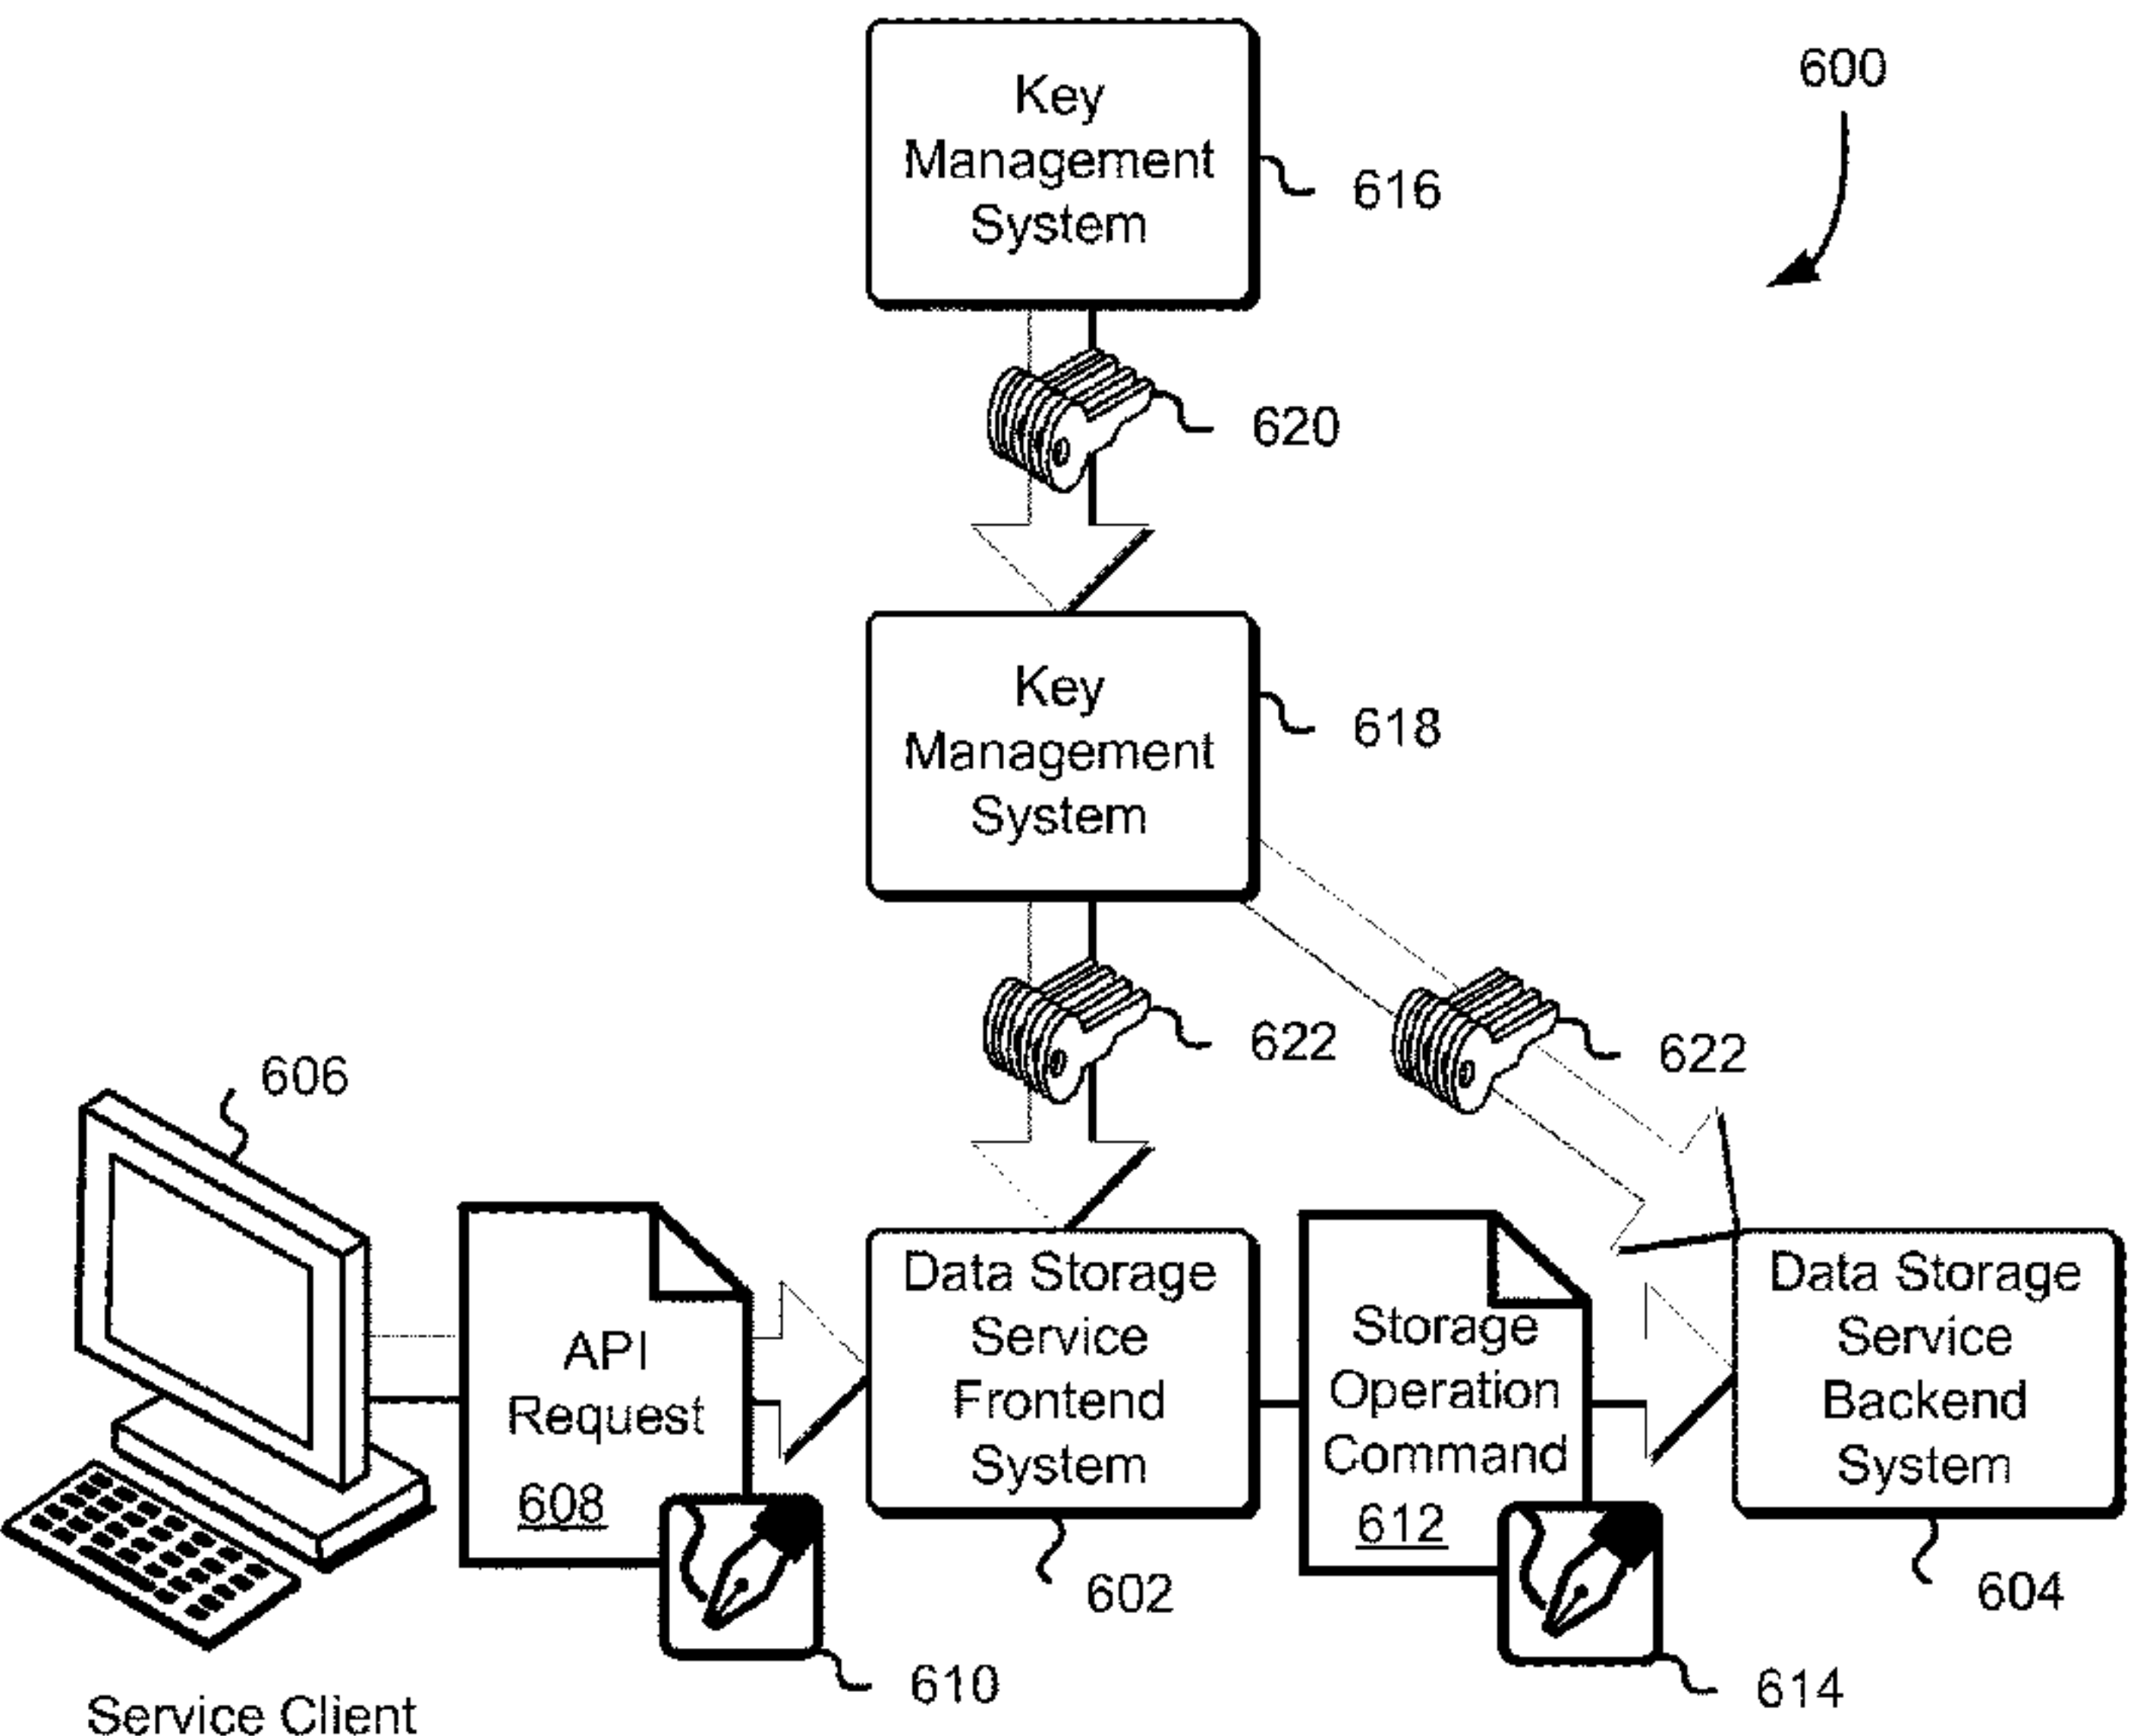 600
Key
Management
System
616
620
Key
Management
System
618
622
622
606
API
Request
608
Data Storage
Service
Frontend
System
Storage
Operation
Command
612
Data Storage
Service
Backend
System
602
604
610
614
Service Client